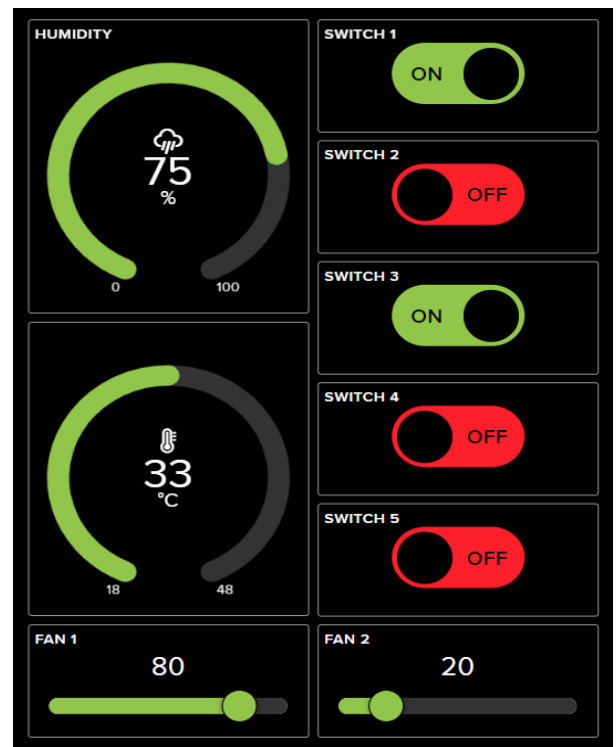 HUMIDITY
75
%
0
100
33
°C
18
48
SWITCH 1
ON
SWITCH 2
OFF
SWITCH 3
ON
SWITCH 4
OFF
SWITCH 5
OFF
FAN 1
80
FAN 2
20